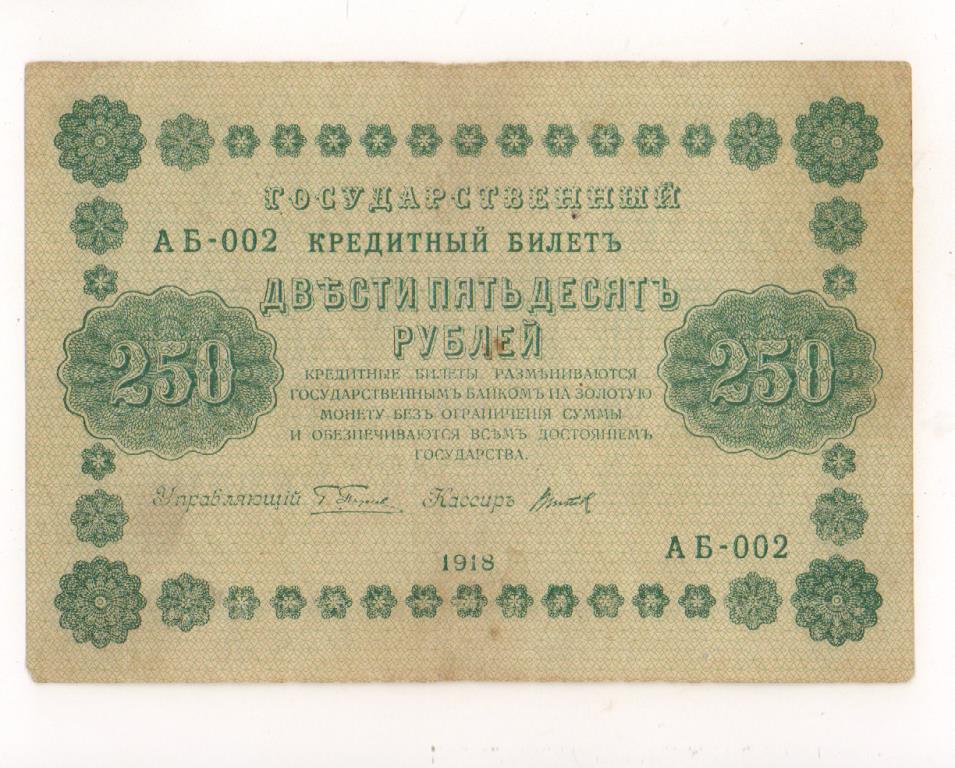 ГОСУДАРСТВЕННЫЙ
АБ-002 КРЕДИТНЫЙ БИЛЕТЪ
ДВѢСТИ ПЯТЬДЕСЯТЪ
РУБЛЕЙ
250
250
КРЕДИТНЫЕ БИЛЕТЫ РАЗМѢНИВАЮТСЯ
ГОСУДАРСТВЕННЫМЪ БАНКОМЪ НА ЗОЛОТУЮ
МОНЕТУ БЕЗЪ ОГРАНИЧЕНІЯ СУММЫ
И ОБЕЗПЕЧИВАЮТСЯ ВСѢМЪ ДОСТОЯНІЕМЪ
ГОСУДАРСТВА.
Управляющій Кассиръ
АБ-002
1918